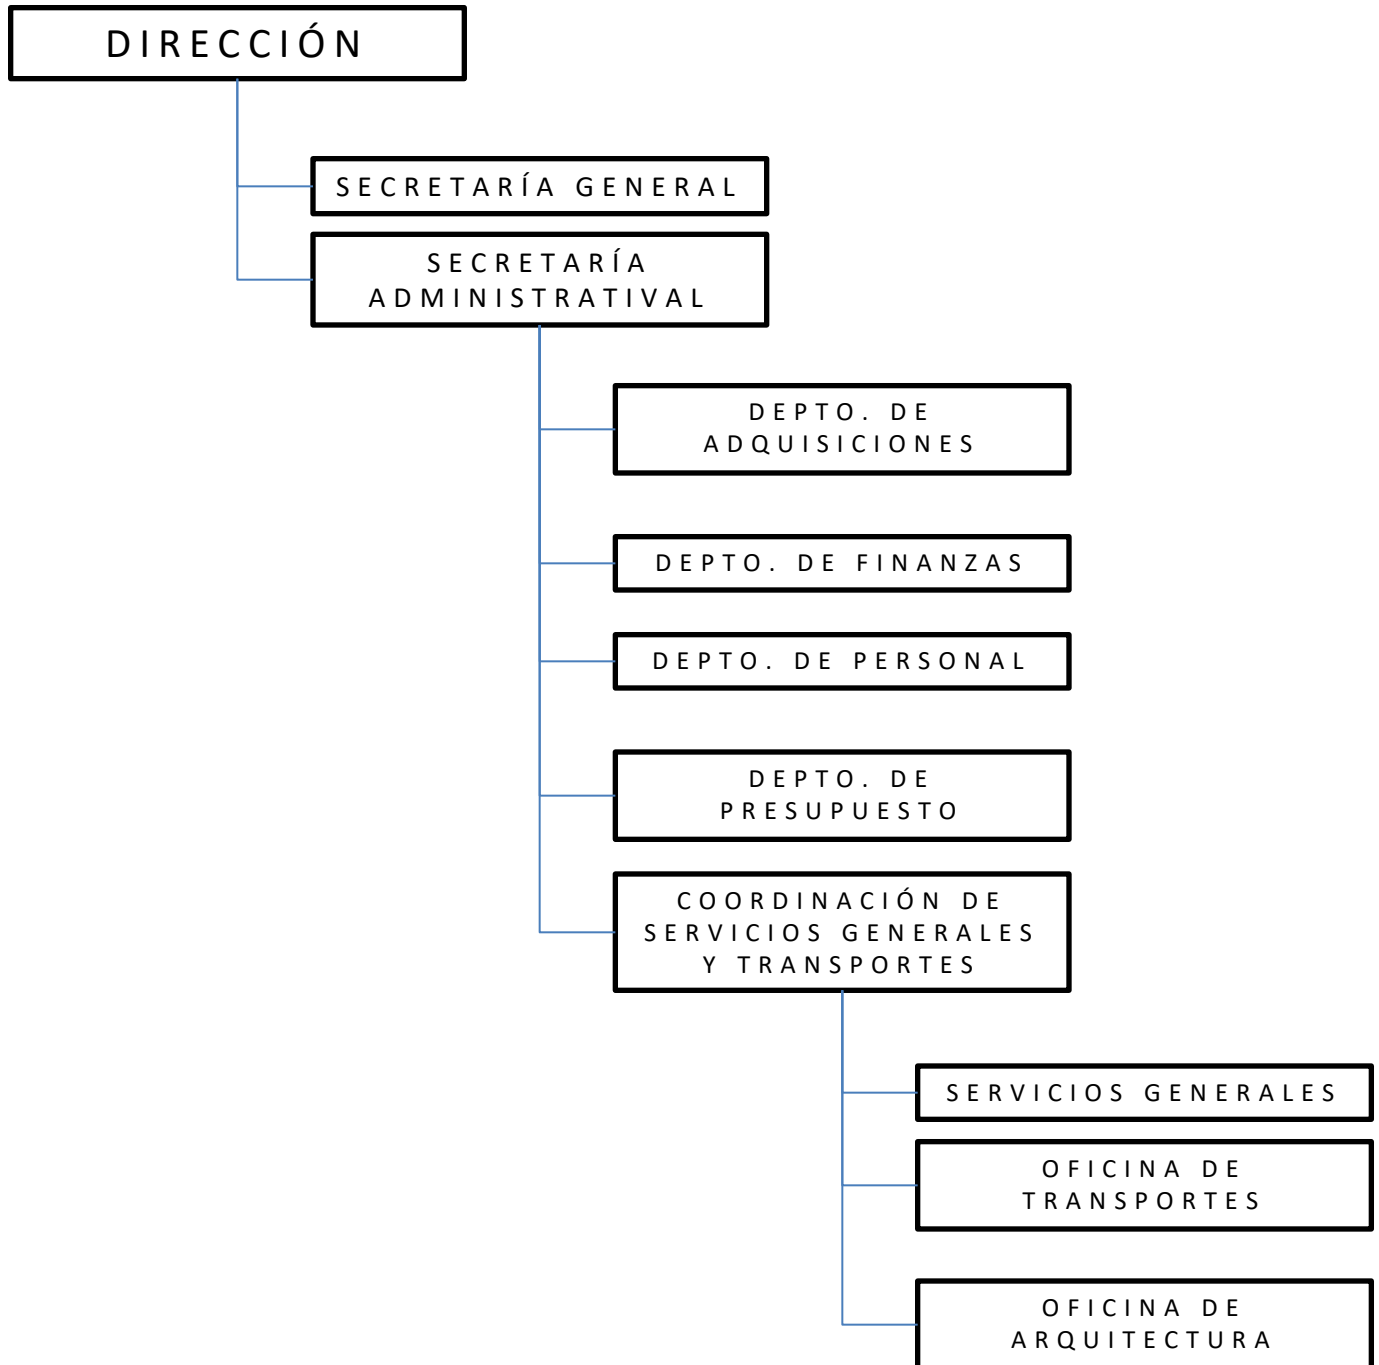 DIRECCIÓN
SECRETARÍA GENERAL
SECRETARÍA
ADMINISTRATIVAL
DEPTO. DE
ADQUISICIONES
DEPTO. DE FINANZAS
DEPTO. DE PERSONAL
DEPTO. DE
PRESUPUESTO
COORDINACIÓN DE
SERVICIOS GENERALES
Y TRANSPORTES
SERVICIOS GENERALES
OFICINA DE
TRANSPORTES
OFICINA DE
ARQUITECTURA